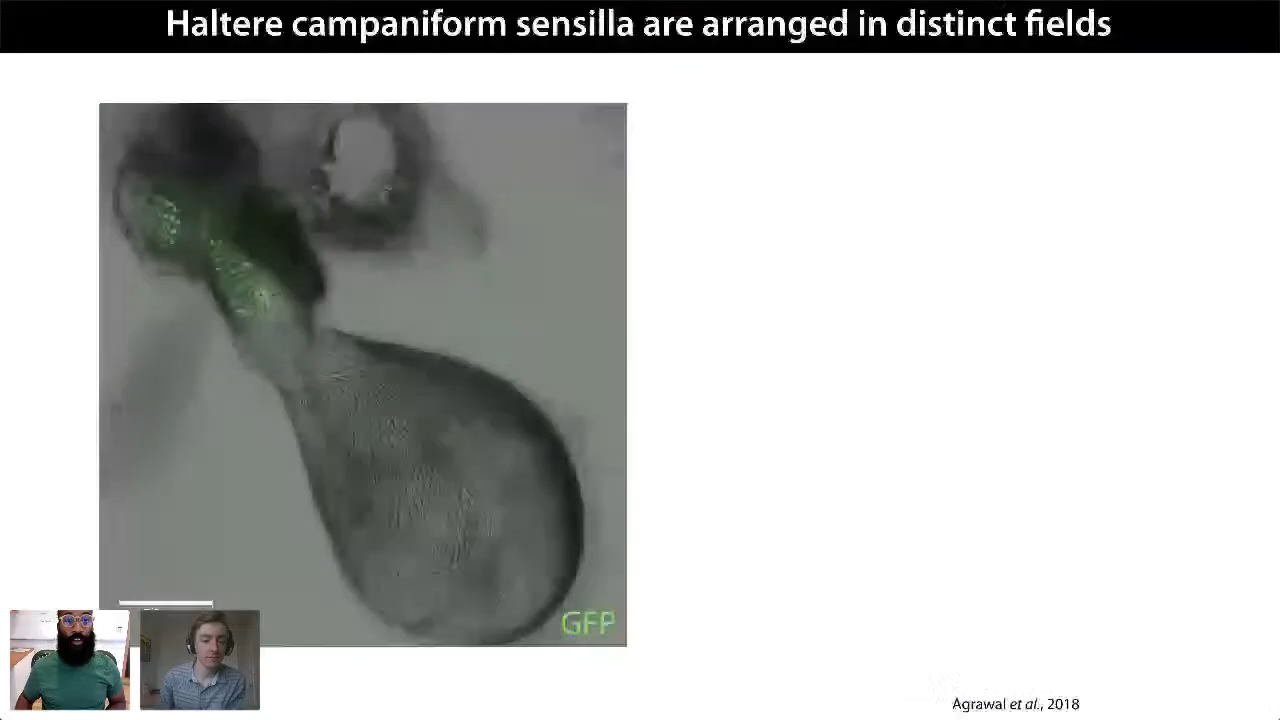 Haltere campaniform sensilla are arranged in distinct fields
GFP
Agrawal et al., 2018